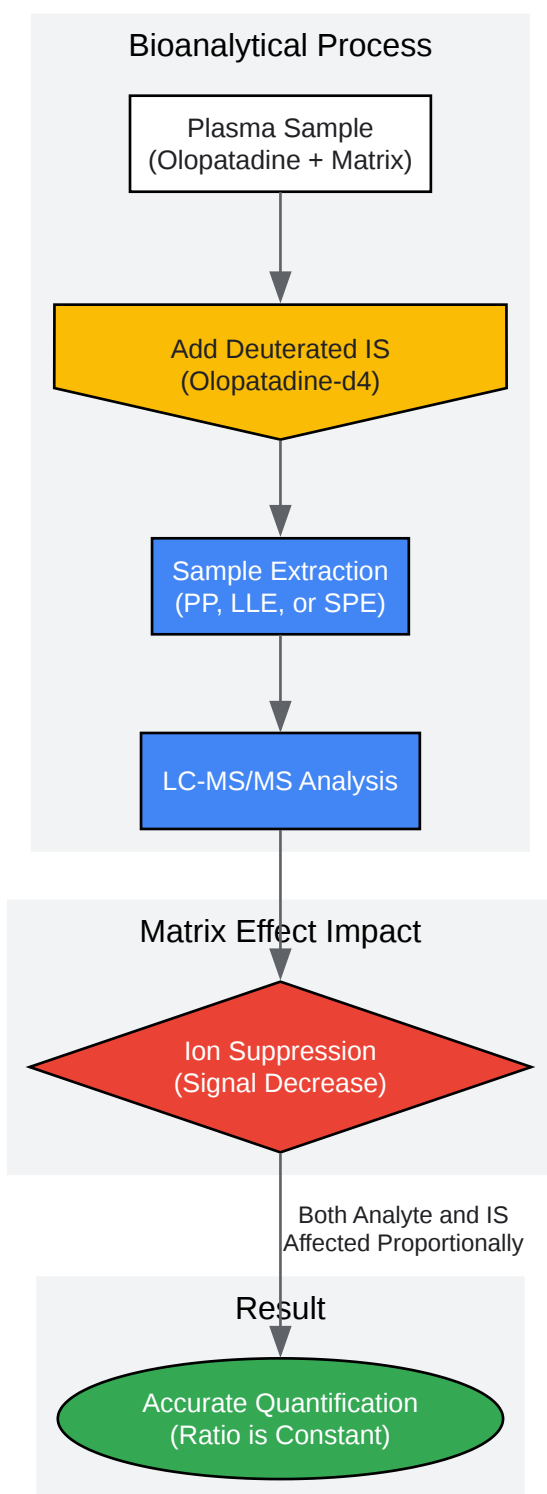 Bioanalytical Process
Plasma Sample
(Olopatadine + Matrix)
Add Deuterated IS
(Olopatadine-d4)
Sample Extraction
(PP, LLE, or SPE)
LC-MS/MS Analysis
Matrix Effect Impact
Ion Suppression
(Signal Decrease)
Both Analyte and IS
Affected Proportionally
Result
Accurate Quantification
(Ratio is Constant)